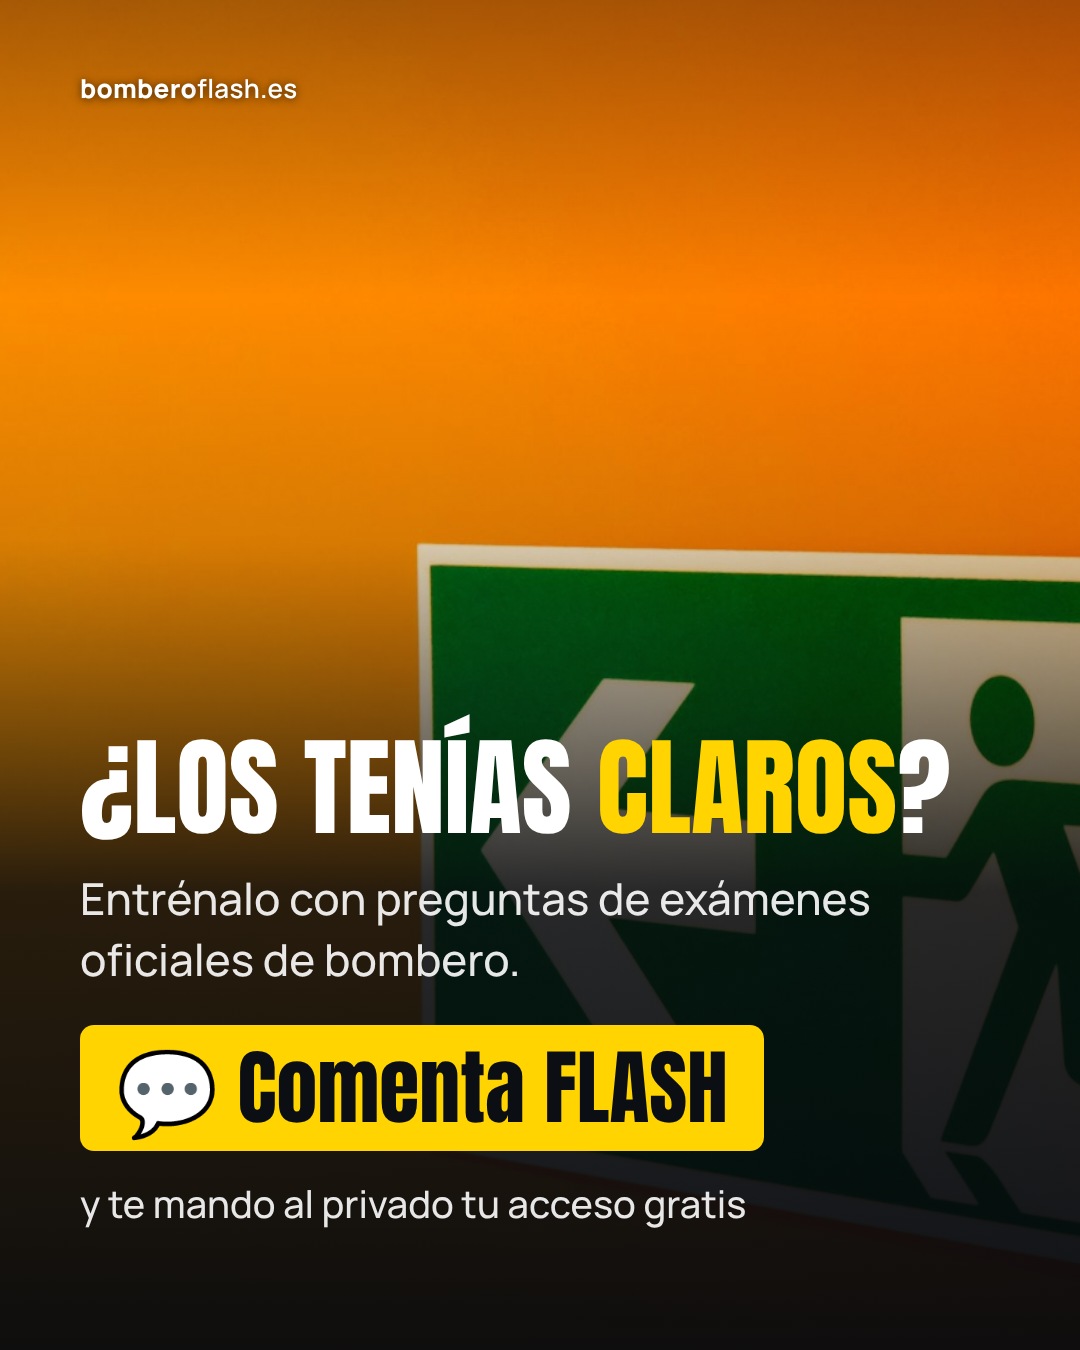 bomberoflash.es
¿LOS TENÍAS CLAROS?
Entrénalo con preguntas de exámenes
oficiales de bombero.
💬 Comenta FLASH
y te mando al privado tu acceso gratis